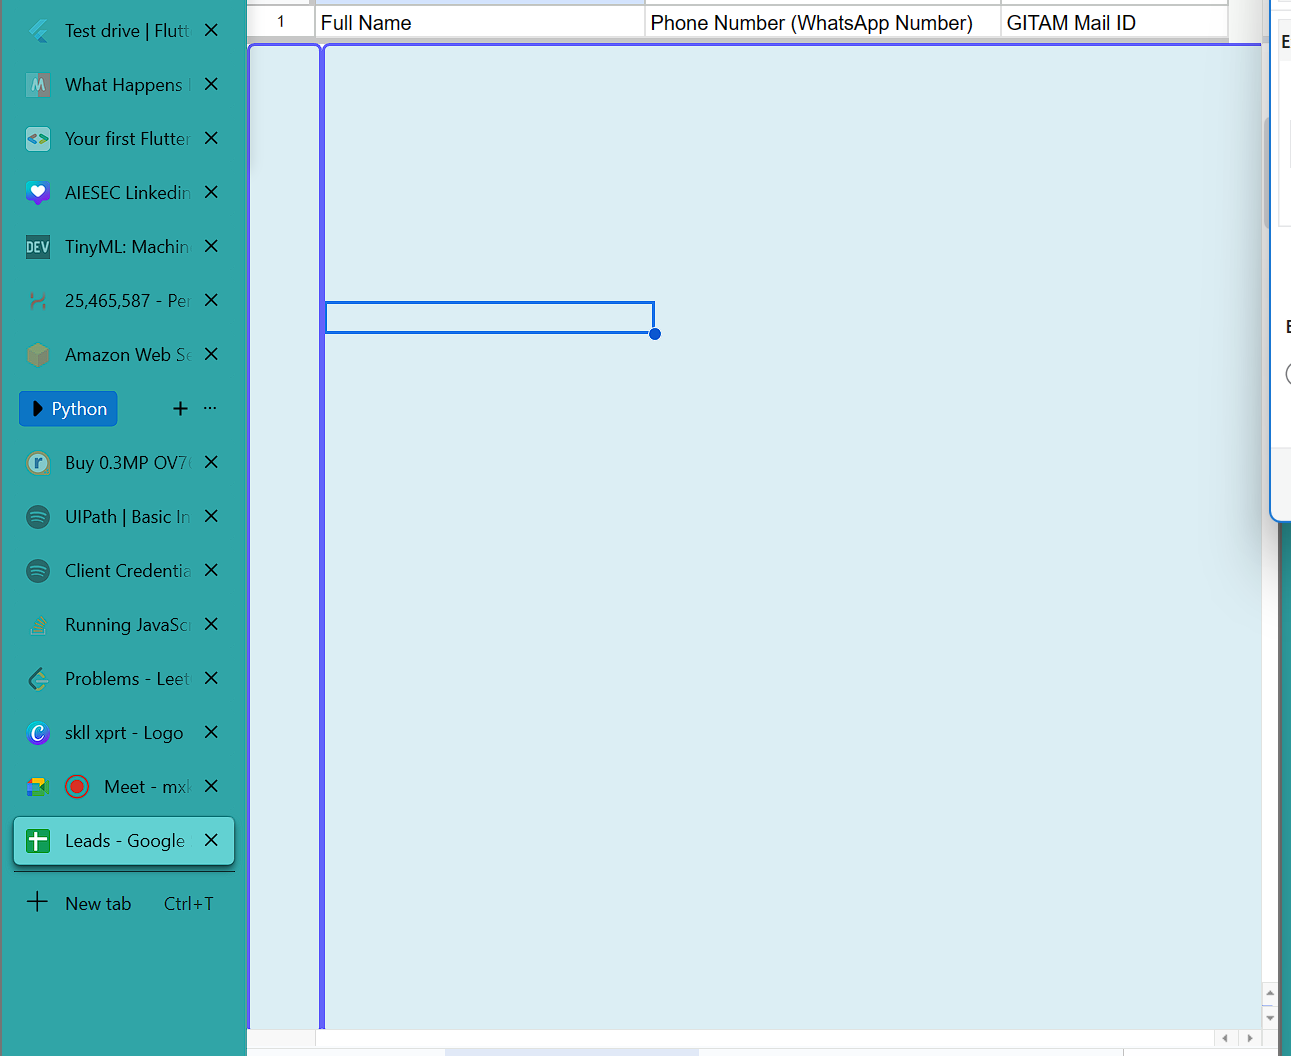 Test drive | Flutt
What Happens
Your first Flutter
AIESEC Linkedin
DEV TinyML: Machin
25,465,587 - Per
Amazon Web Se
Python
Buy 0.3MP OV7
UIPath | Basic In
Client Credentia
Running JavaScr
Problems - Leet
skll xprt - Logo
Meet - mxk
Leads - Google
New tab Ctrl+T
1 Full Name Phone Number (WhatsApp Number) GITAM Mail ID